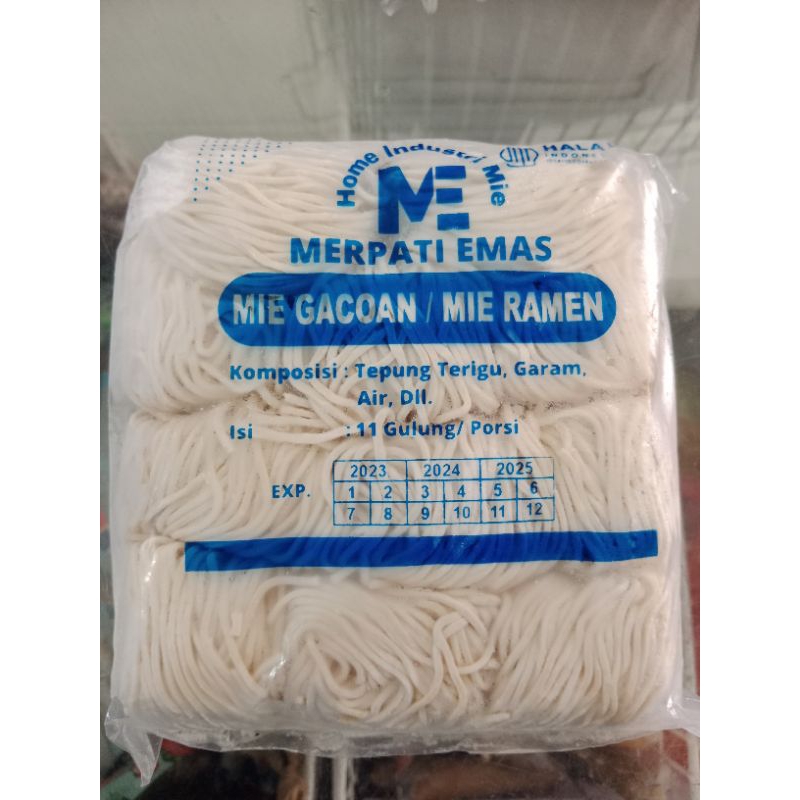 Home Industri Mie
ME
MERPATI EMAS
MIE GACOAN / MIE RAMEN
Komposisi : Tepung Terigu, Garam,
Air, Dll.
Isi : 11 Gulung/ Porsi
EXP.
2023 2024 2025
1 2 3 4 5 6
7 8 9 10 11 12